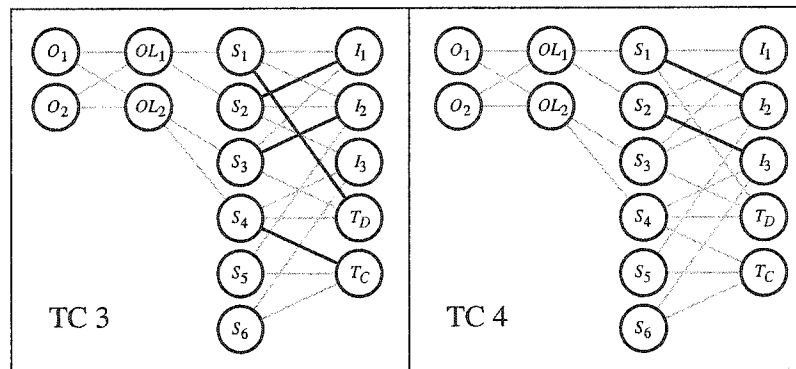 O1 OL1 S1 I1
O2 OL2 S2 I2
S3 I3
S4 TD
S5 TC
S6
TC 3
O1 OL1 S1 I1
O2 OL2 S2 I2
S3 I3
S4 TD
S5 TC
S6
TC 4